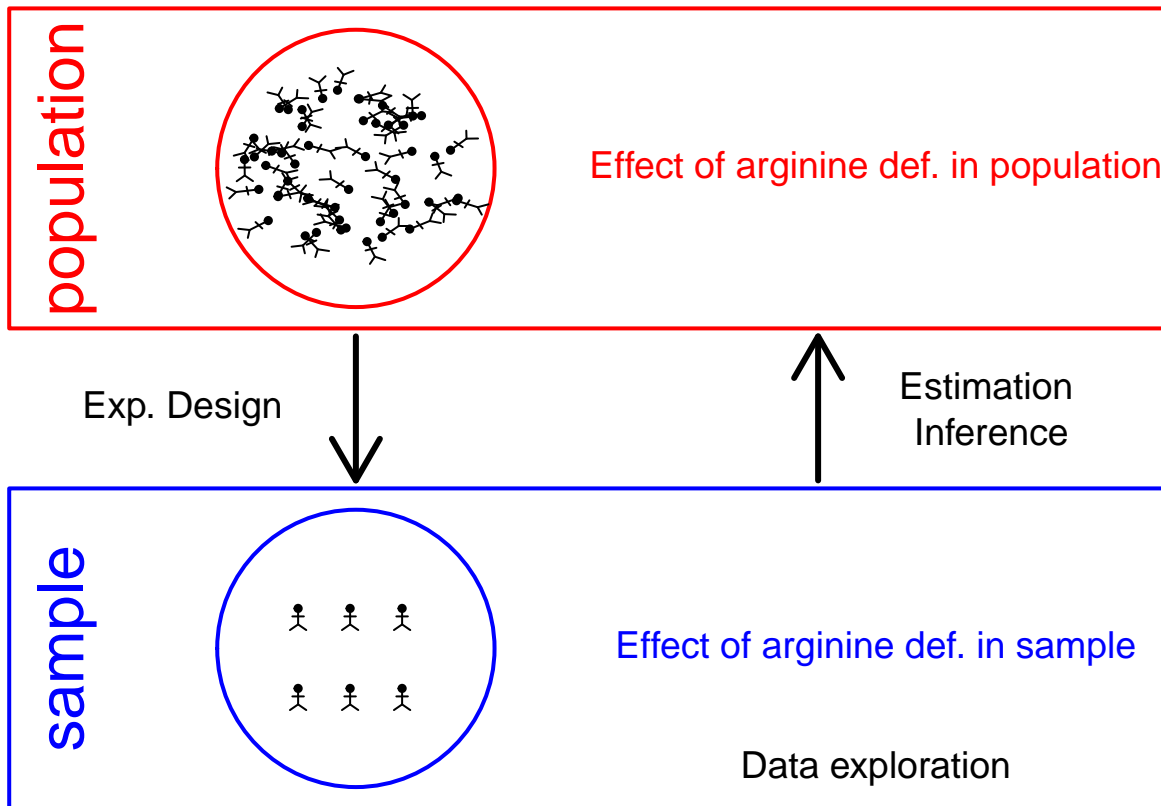 population
Effect of arginine def. in population
Exp. Design
Estimation
Inference
sample
Effect of arginine def. in sample
Data exploration